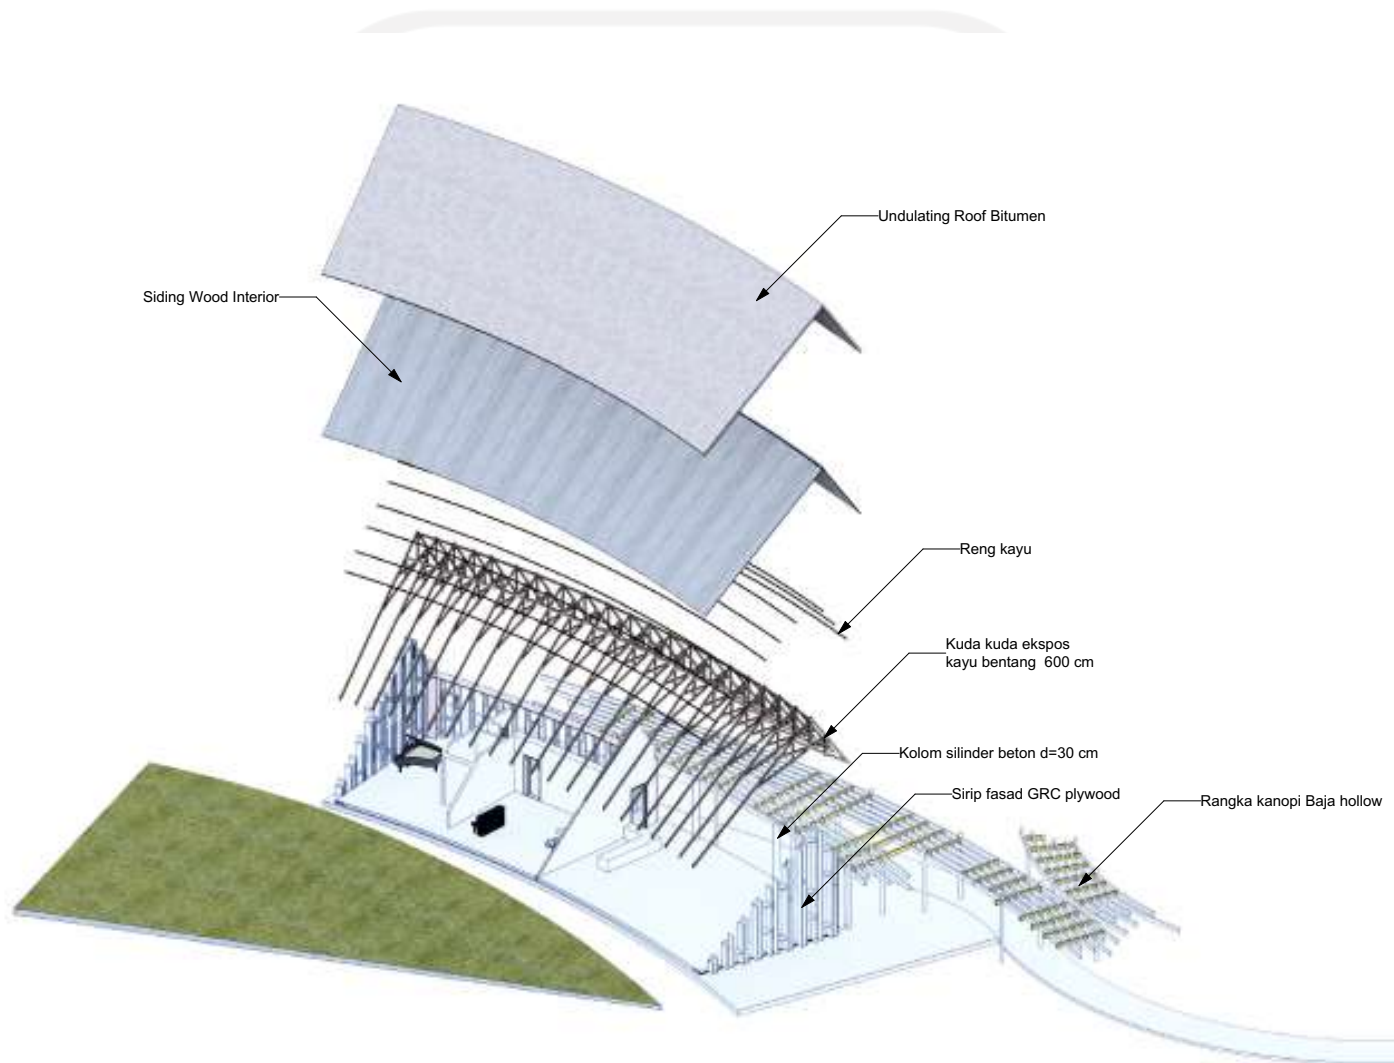 Undulating Roof Bitumen
Siding Wood Interior
Reng kayu
Kuda kuda ekspos
kayu bentang 600 cm
Kolom silinder beton d=30 cm
Sirip fasad GRC plywood
Rangka kanopi Baja hollow